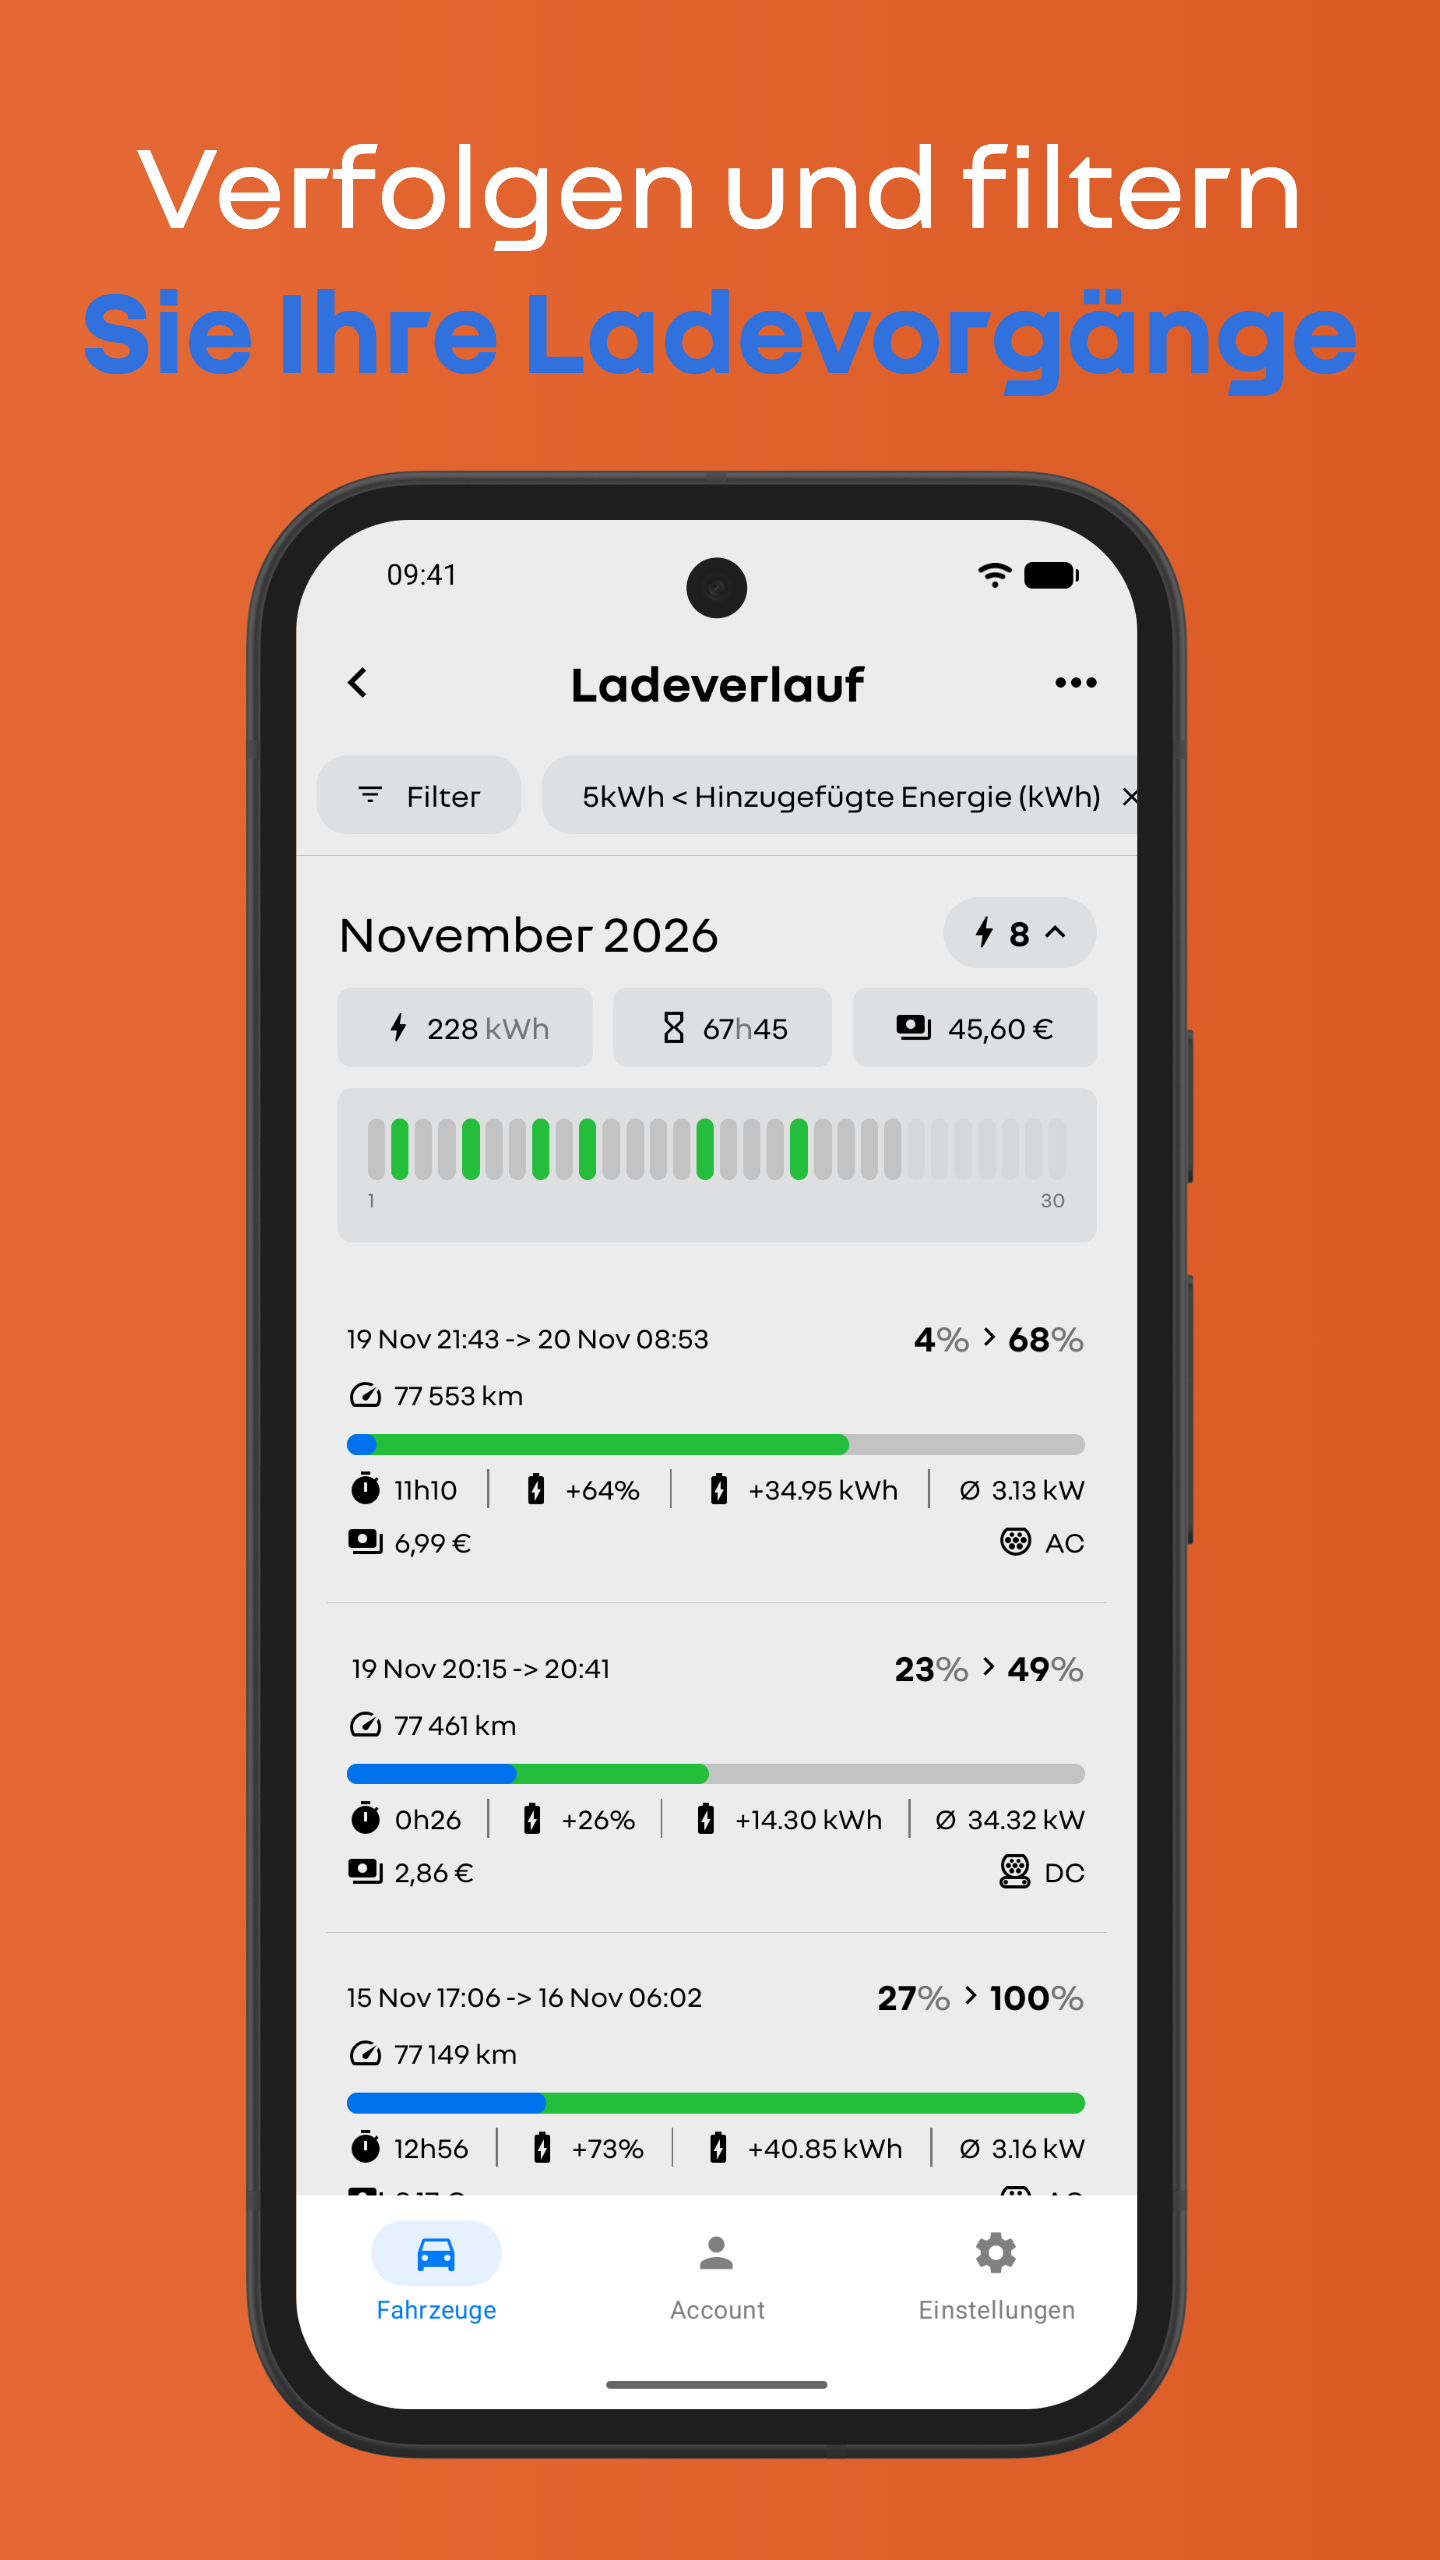 Verfolgen und filtern
Sie Ihre Ladevorgänge
09:41
Ladeverlauf
Filter
5kWh < Hinzugefügte Energie (kWh)
November 2026
8
228 kWh
67h45
45,60 €
1
30
19 Nov 21:43 -> 20 Nov 08:53
4% > 68%
77 553 km
11h10
+64%
+34.95 kWh
Ø 3.13 kW
6,99 €
AC
19 Nov 20:15 -> 20:41
23% > 49%
77 461 km
0h26
+26%
+14.30 kWh
Ø 34.32 kW
2,86 €
DC
15 Nov 17:06 -> 16 Nov 06:02
27% > 100%
77 149 km
12h56
+73%
+40.85 kWh
Ø 3.16 kW
Fahrzeuge
Account
Einstellungen